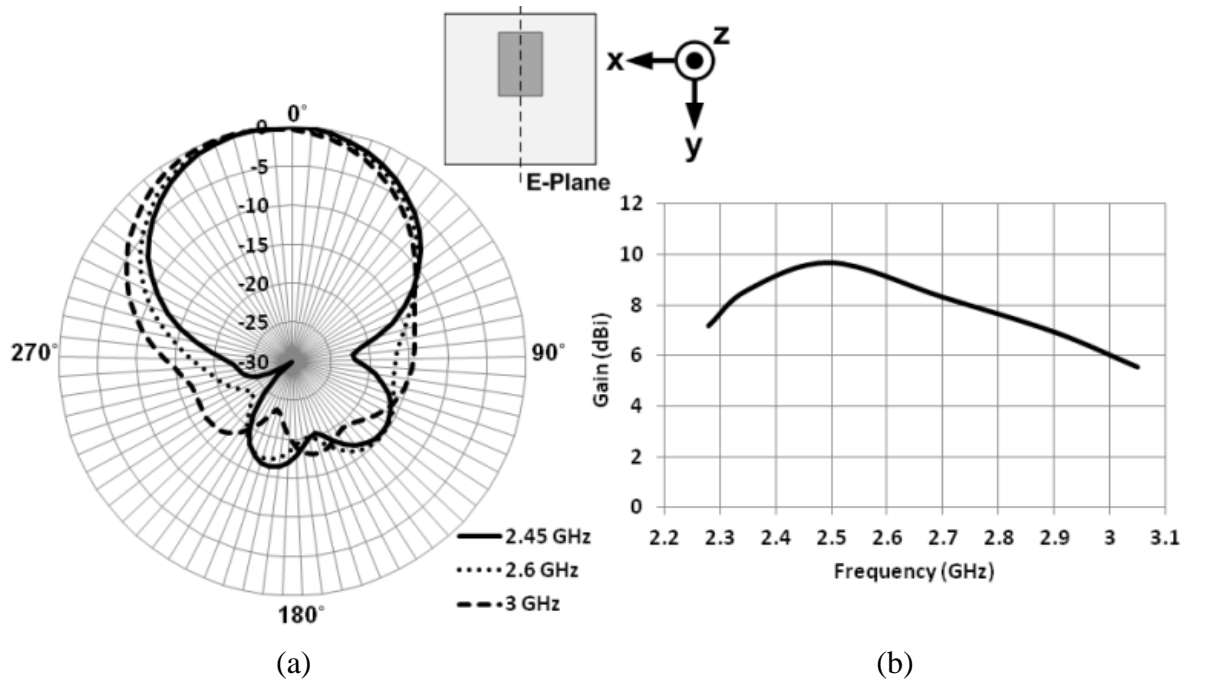 z
x
y
E-Plane
0°
0
-5
-10
-15
-20
-25
-30
270°
90°
180°
2.45 GHz
2.6 GHz
3 GHz
12
10
8
6
4
2
0
Gain (dBi)
2.2 2.3 2.4 2.5 2.6 2.7 2.8 2.9 3 3.1
Frequency (GHz)
(a)
(b)